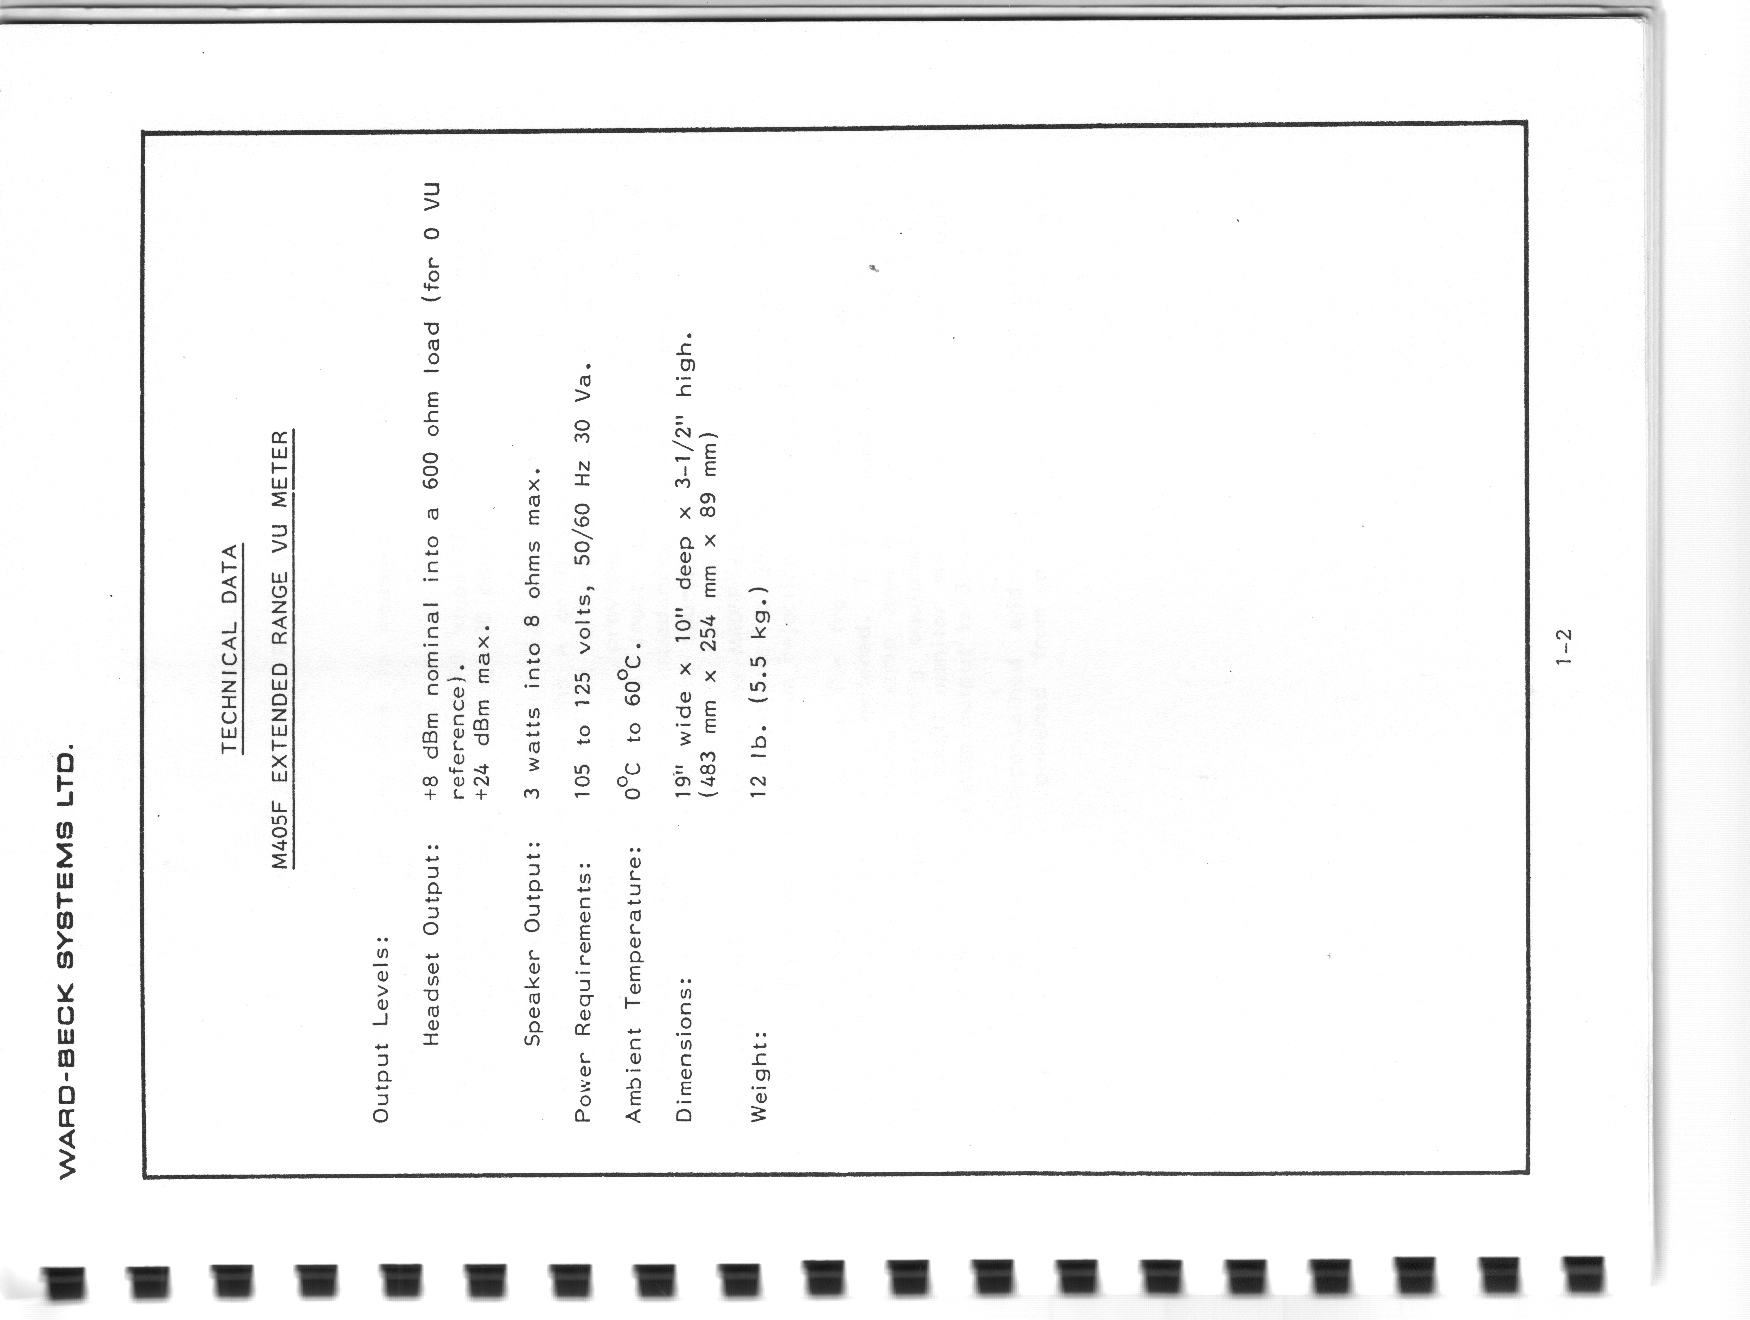 WARD-BECK SYSTEMS LTD.
TECHNICAL DATA
M405F EXTENDED RANGE VU METER
Output Levels:
Headset Output: +8 dBm nominal into a 600 ohm load (for 0 VU
reference).
+24 dBm max.
Speaker Output: 3 watts into 8 ohms max.
Power Requirements: 105 to 125 volts, 50/60 Hz 30 Va.
Ambient Temperature: 0°C to 60°C.
Dimensions: 19" wide x 10" deep x 3-1/2" high.
(483 mm x 254 mm x 89 mm)
Weight: 12 lb. (5.5 kg.)
1-2